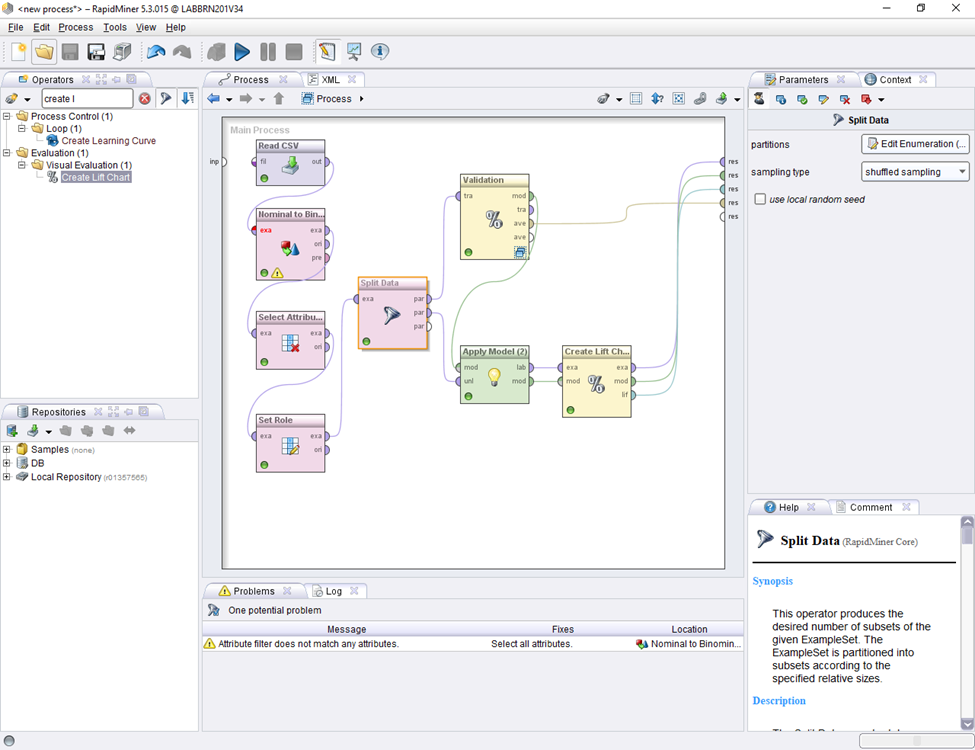 <new process*> – RapidMiner 5.3.015 @ LABBRN201V34
File Edit Process Tools View Help
Operators
create l
Process Control (1)
Loop (1)
Create Learning Curve
Evaluation (1)
Visual Evaluation (1)
Create Lift Chart
Repositories
Samples (none)
DB
Local Repository (r01357565)
Process
XML
Process
Main Process
inp
Read CSV
fil out
Nominal to Bin...
exa exa
ori
pre
Select Attribu...
exa exa
ori
Set Role
exa exa
ori
Split Data
exa par
par
par
Validation
tra mod
tra
ave
ave
Apply Model (2)
mod lab
unl mod
Create Lift Ch...
exa exa
mod mod
lif
res
res
res
res
res
Problems
Log
One potential problem
Message Fixes Location
Attribute filter does not match any attributes. Select all attributes. Nominal to Binomin...
Parameters
Context
Split Data
partitions Edit Enumeration (...
sampling type shuffled sampling
use local random seed
Help
Comment
Split Data (RapidMiner Core)
Synopsis
This operator produces the
desired number of subsets of the
given ExampleSet. The
ExampleSet is partitioned into
subsets according to the
specified relative sizes.
Description